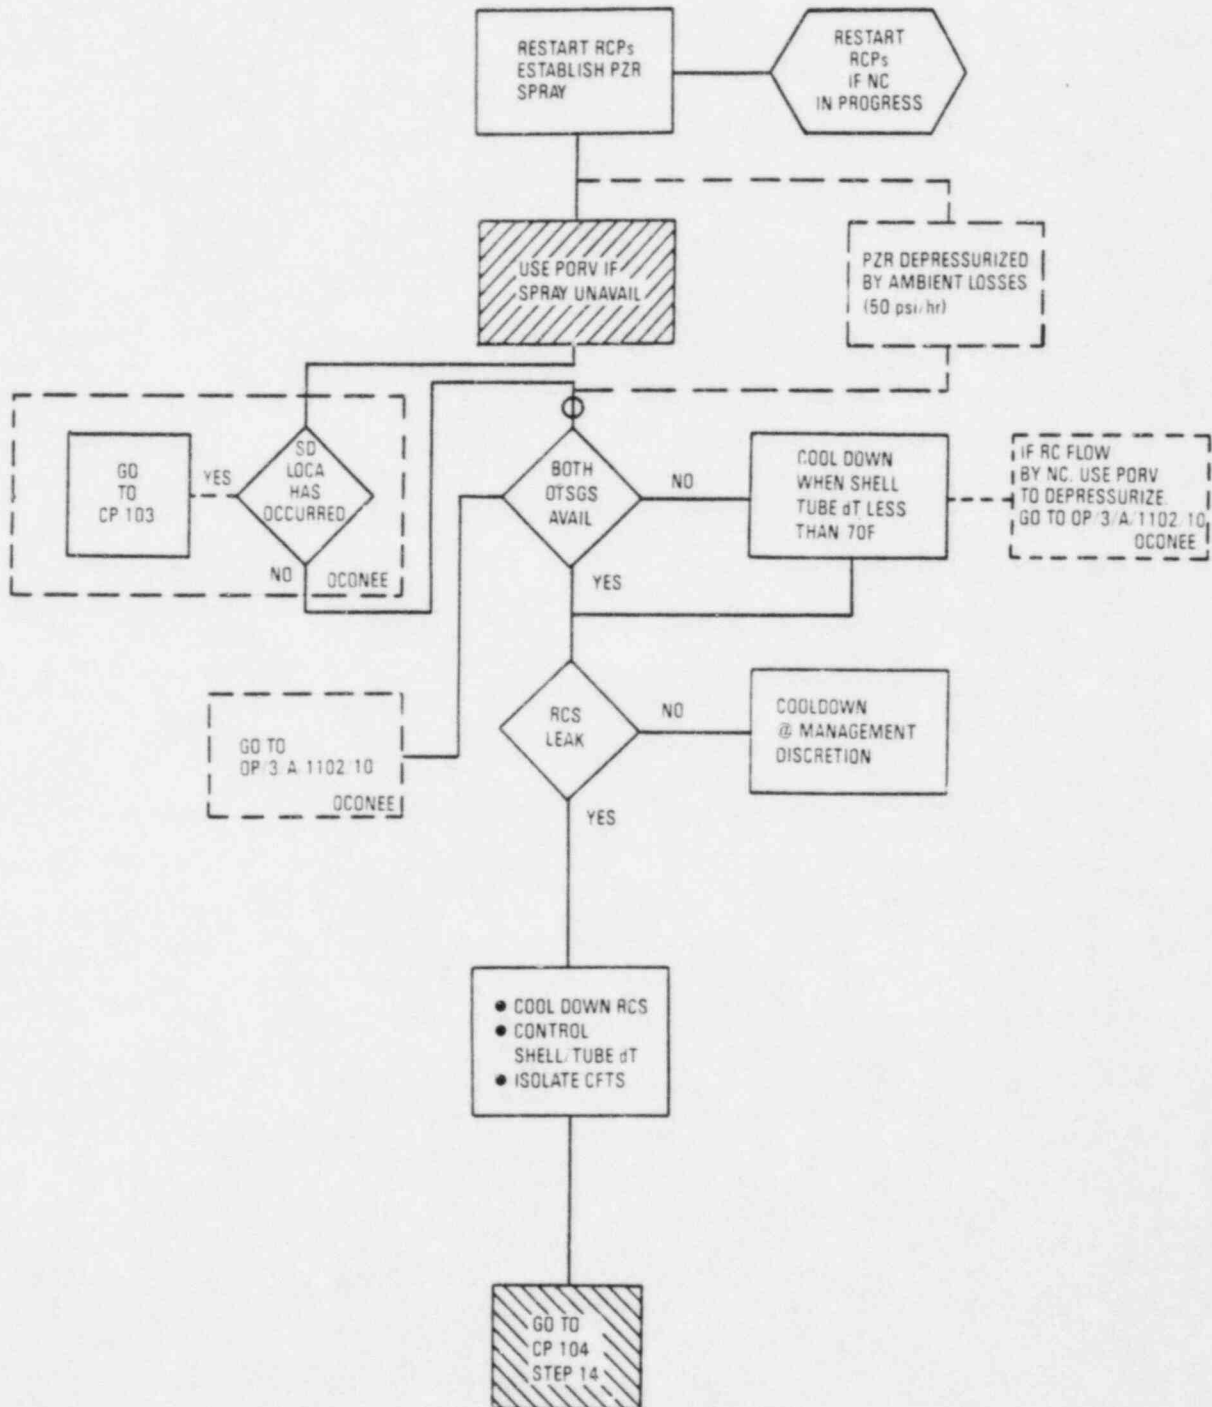 RESTART RCPs
ESTABLISH PZR
SPRAY
RESTART
RCPs
IF NC
IN PROGRESS
USE PORV IF
SPRAY UNAVAIL
PZR DEPRESSURIZED
BY AMBIENT LOSSES
(50 psi/hr)
GO
TO
CP 103
YES
SD
LOCA
HAS
OCCURRED
NO
OCONEE
BOTH
OTSGS
AVAIL
NO
YES
COOL DOWN
WHEN SHELL
TUBE dT LESS
THAN 70F
IF RC FLOW
BY NC. USE PORV
TO DEPRESSURIZE.
GO TO OP/3/A/1102/10
OCONEE
GO TO
OP/3/A/1102/10
OCONEE
RCS
LEAK
NO
YES
COOLDOWN
@ MANAGEMENT
DISCRETION
● COOL DOWN RCS
● CONTROL
SHELL/TUBE dT
● ISOLATE CFTS
GO TO
CP 104
STEP 14